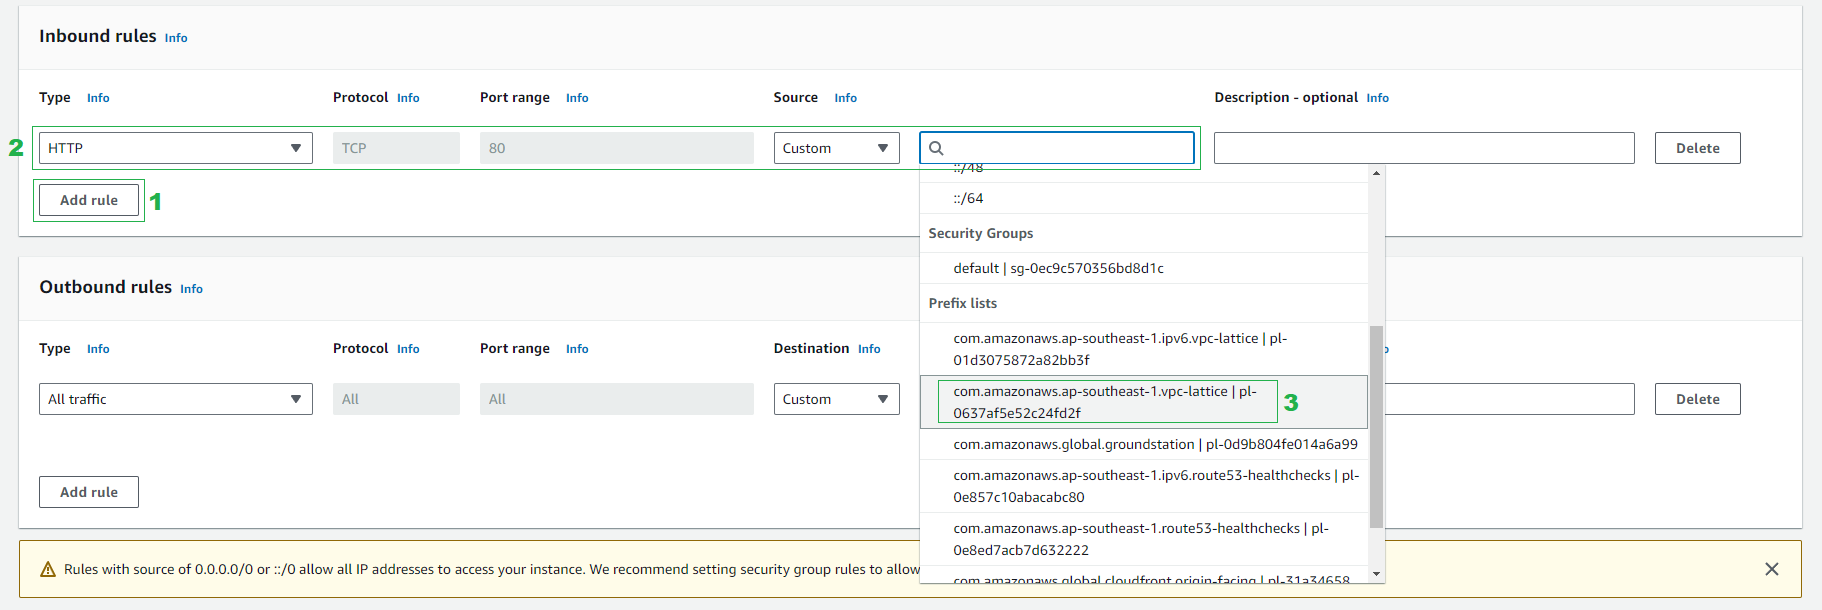 Inbound rules Info
Type Info Protocol Info Port range Info Source Info Description - optional Info
2 HTTP TCP 80 Custom Delete
Add rule 1
::/48
::/64
Security Groups
default | sg-0ec9c570356bd8d1c
Prefix lists
com.amazonaws.ap-southeast-1.ipv6.vpc-lattice | pl-
01d3075872a82bb3f
com.amazonaws.ap-southeast-1.vpc-lattice | pl-
0637af5e52c24fd2f
3
com.amazonaws.global.groundstation | pl-0d9b804fe014a6a99
com.amazonaws.ap-southeast-1.ipv6.route53-healthchecks | pl-
0e857c10abacabc80
com.amazonaws.ap-southeast-1.route53-healthchecks | pl-
0e8ed7acb7d632222
com.amazonaws.global.cloudfront.origin-facing | pl-31a34658
Outbound rules Info
Type Info Protocol Info Port range Info Destination Info
All traffic All All Custom Delete
Add rule
Rules with source of 0.0.0.0/0 or ::/0 allow all IP addresses to access your instance. We recommend setting security group rules to allow